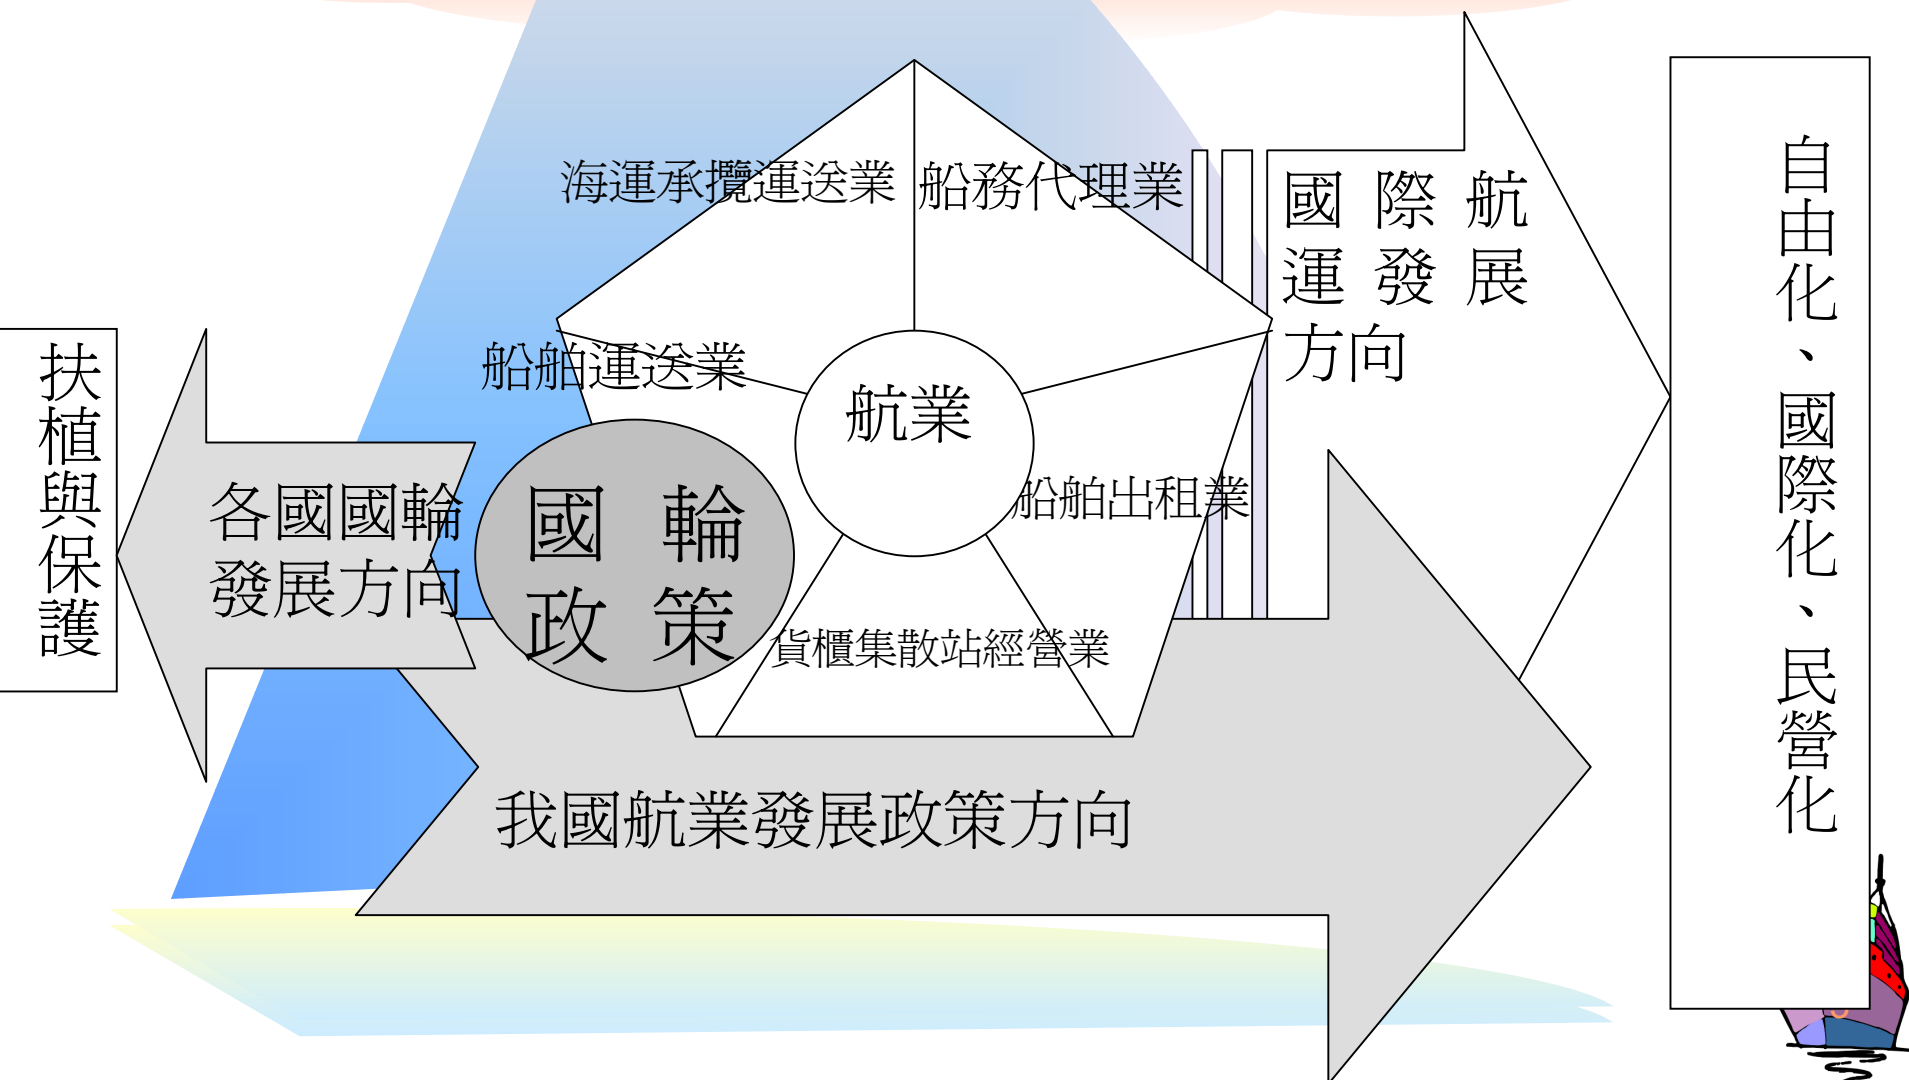 海運承攬運送業
船務代理業
國際航
運發展
方向
自由化、國際化、民營化
船舶運送業
航業
扶植與保護
各國國輪
發展方向
國輪
政策
船舶出租業
貨櫃集散站經營業
我國航業發展政策方向